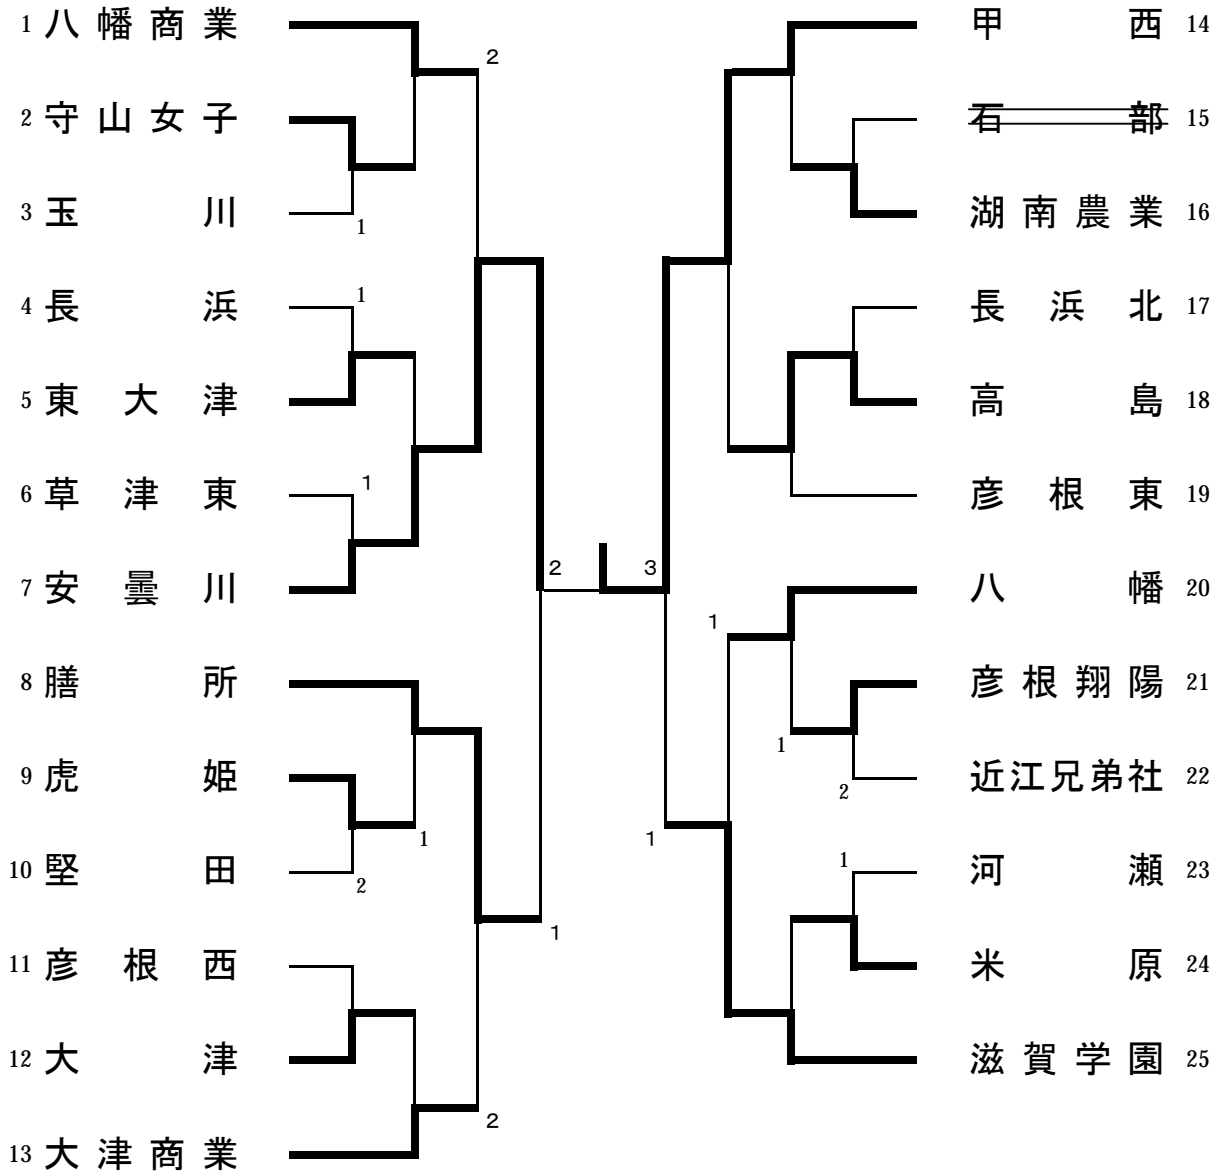 1 八幡商業
2 守山女子
3 玉川
4 長浜
5 東大津
6 草津東
7 安曇川
8 膳所
9 虎姫
10 堅田
11 彦根西
12 大津
13 大津商業
2
1
1
1
1
2
2
1
2
3
1
1
1
2
1
甲西 14
石部 15
湖南農業 16
長浜北 17
高島 18
彦根東 19
八幡 20
彦根翔陽 21
近江兄弟社 22
河瀬 23
米原 24
滋賀学園 25